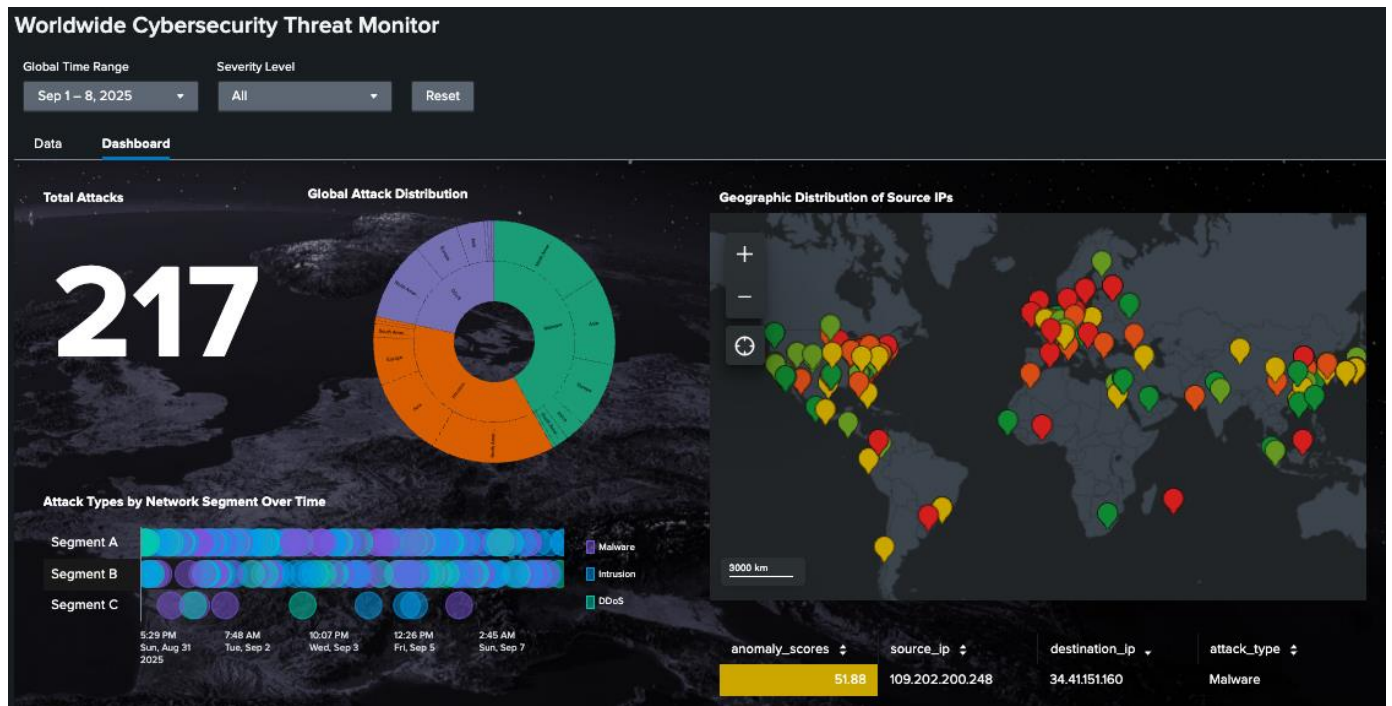 Worldwide Cybersecurity Threat Monitor
Global Time Range
Severity Level
Sep 1 – 8, 2025
All
Reset
Data
Dashboard
Total Attacks
217
Global Attack Distribution
Geographic Distribution of Source IPs
3000 km
Attack Types by Network Segment Over Time
Segment A
Segment B
Segment C
Malware
Intrusion
DDoS
5:29 PM
Sun, Aug 31
2025
7:48 AM
Tue, Sep 2
10:07 PM
Wed, Sep 3
12:26 PM
Fri, Sep 5
2:45 AM
Sun, Sep 7
anomaly_scores source_ip destination_ip attack_type
51.88 109.202.200.248 34.41.151.160 Malware